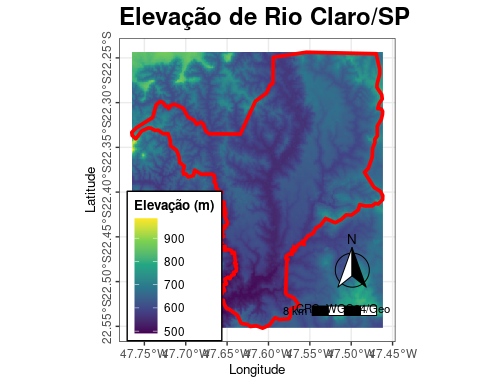 Elevação de Rio Claro/SP
Latitude
22.25°S
22.30°S
22.35°S
22.40°S
22.45°S
22.50°S
22.55°S
Elevação (m)
900
800
700
600
500
N
8 km
47.75°W
47.70°W
47.65°W
47.60°W
47.55°W
47.50°W
47.45°W
Longitude